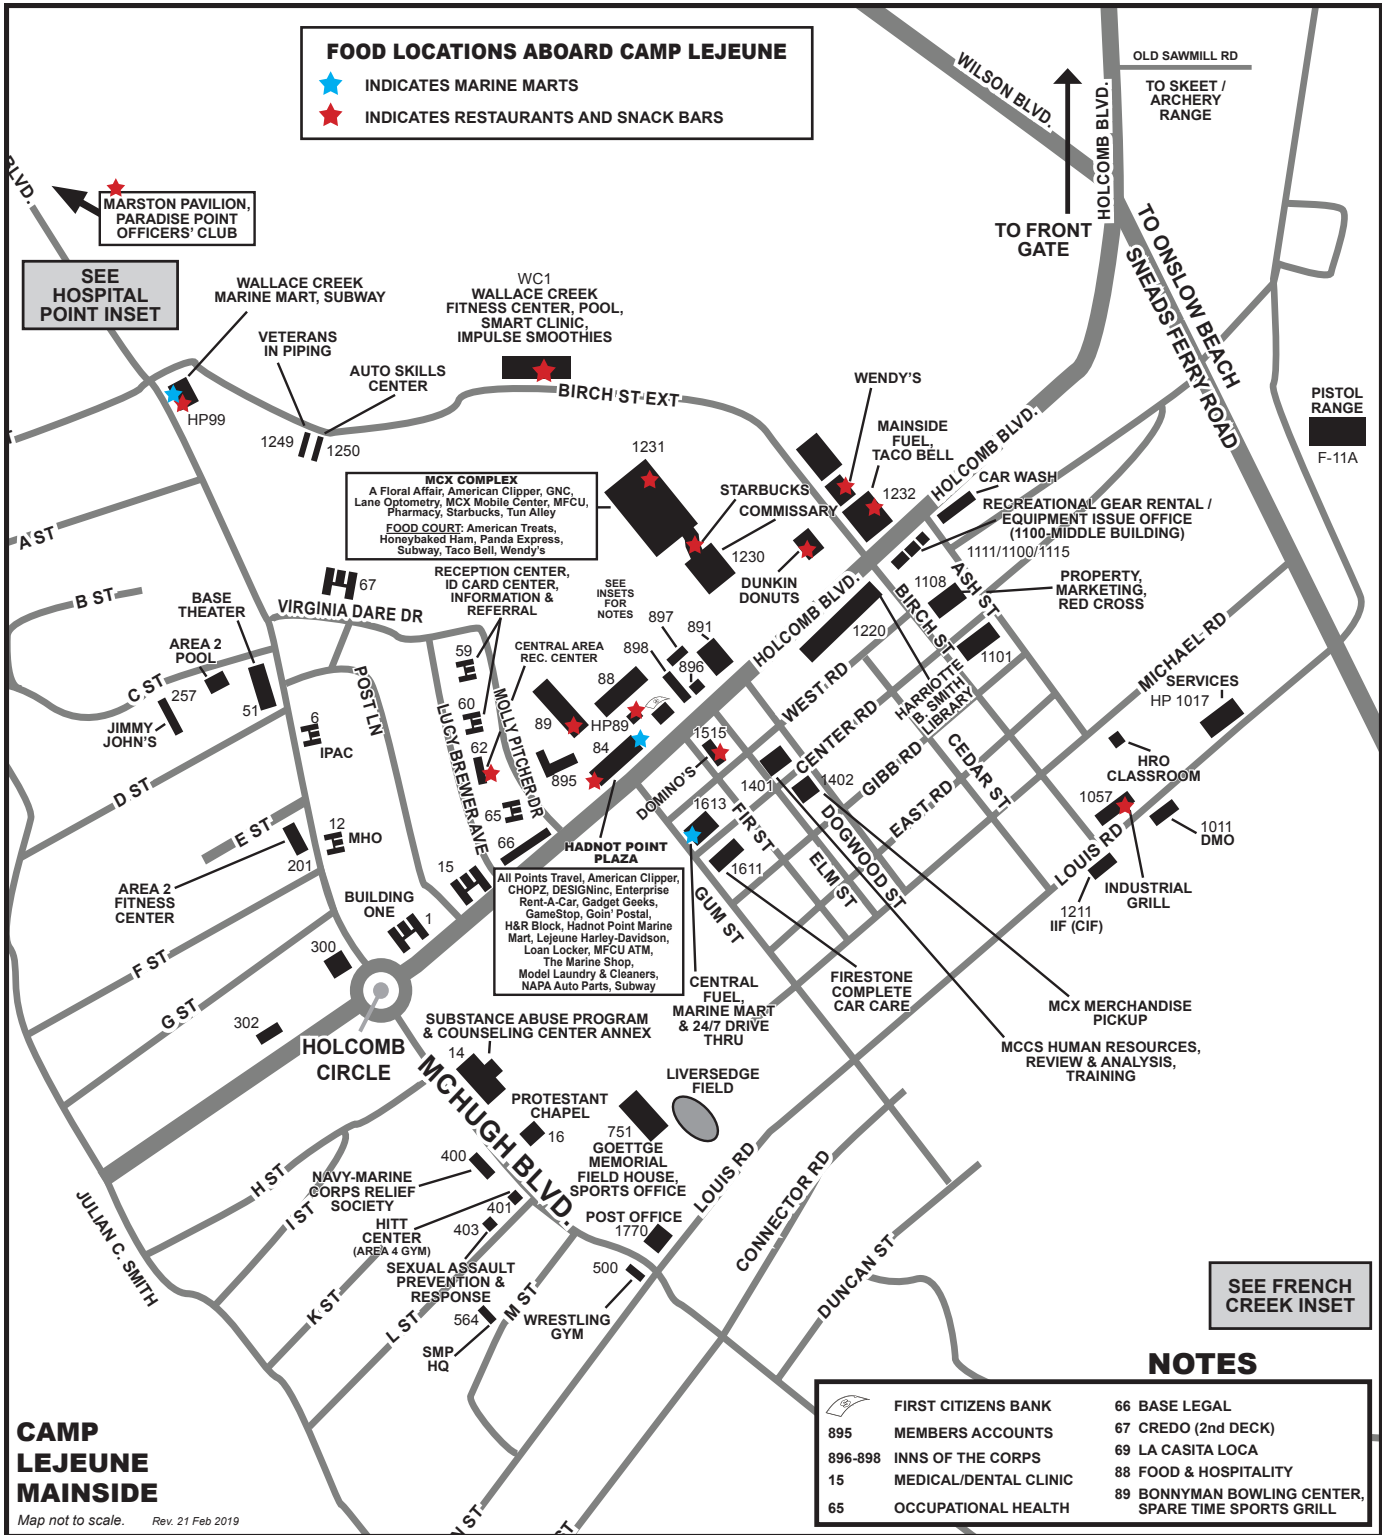 FOOD LOCATIONS ABOARD CAMP LEJEUNE
INDICATES MARINE MARTS
INDICATES RESTAURANTS AND SNACK BARS
WILSON BLVD.
OLD SAWMILL RD
TO SKEET /
ARCHERY
RANGE
HOLCOMB BLVD.
TO FRONT
GATE
TO ONSLOW BEACH
SNEADS FERRY ROAD
BLVD.
MARSTON PAVILION,
PARADISE POINT
OFFICERS' CLUB
SEE
HOSPITAL
POINT INSET
WALLACE CREEK
MARINE MART, SUBWAY
HP99
VETERANS
IN PIPING
AUTO SKILLS
CENTER
1249
1250
WC1
WALLACE CREEK
FITNESS CENTER, POOL,
SMART CLINIC,
IMPULSE SMOOTHIES
BIRCH ST EXT
WENDY'S
MAINSIDE
FUEL,
TACO BELL
1232
HOLCOMB BLVD.
PISTOL
RANGE
F-11A
CAR WASH
RECREATIONAL GEAR RENTAL /
EQUIPMENT ISSUE OFFICE
(1100-MIDDLE BUILDING)
1111/1100/1115
1231
MCX COMPLEX
A Floral Affair, American Clipper, GNC,
Lane Optometry, MCX Mobile Center, MFCU,
Pharmacy, Starbucks, Tun Alley
FOOD COURT: American Treats,
Honeybaked Ham, Panda Express,
Subway, Taco Bell, Wendy's
STARBUCKS
COMMISSARY
1230
DUNKIN
DONUTS
A ST
B ST
67
VIRGINIA DARE DR
RECEPTION CENTER,
ID CARD CENTER,
INFORMATION &
REFERRAL
SEE
INSETS
FOR
NOTES
897
891
898
896
HOLCOMB BLVD.
1220
BIRCH ST
ASH ST
1108
PROPERTY,
MARKETING,
RED CROSS
1101
MICHAEL RD
BASE
THEATER
AREA 2
POOL
C ST
257
51
JIMMY
JOHN'S
6
IPAC
POST LN
59
60
62
65
66
LUCY BREWER AVE
MOLLY PITCHER DR
CENTRAL AREA
REC. CENTER
88
89
HP89
84
895
WEST RD
CENTER RD
GIBB RD
EAST RD
HARRIOTTE
B. SMITH
LIBRARY
CEDAR ST
SERVICES
HP 1017
HRO
CLASSROOM
1057
1011
DMO
LOUIS RD
INDUSTRIAL
GRILL
1211
IIF (CIF)
1515
DOMINO'S
1401
1402
1613
1611
FIR ST
ELM ST
DOGWOOD ST
GUM ST
D ST
E ST
12
MHO
201
AREA 2
FITNESS
CENTER
BUILDING
ONE
1
15
HADNOT POINT
PLAZA
All Points Travel, American Clipper,
CHOPZ, DESIGNinc, Enterprise
Rent-A-Car, Gadget Geeks,
GameStop, Goin' Postal,
H&R Block, Hadnot Point Marine
Mart, Lejeune Harley-Davidson,
Loan Locker, MFCU ATM,
The Marine Shop,
Model Laundry & Cleaners,
NAPA Auto Parts, Subway
CENTRAL
FUEL,
MARINE MART
& 24/7 DRIVE
THRU
FIRESTONE
COMPLETE
CAR CARE
MCX MERCHANDISE
PICKUP
MCCS HUMAN RESOURCES,
REVIEW & ANALYSIS,
TRAINING
F ST
G ST
300
302
HOLCOMB
CIRCLE
SUBSTANCE ABUSE PROGRAM
& COUNSELING CENTER ANNEX
14
MCHUGH BLVD.
PROTESTANT
CHAPEL
16
LIVERSEDGE
FIELD
751
GOETTGE
MEMORIAL
FIELD HOUSE,
SPORTS OFFICE
LOUIS RD
CONNECTOR RD
DUNCAN ST
H ST
I ST
400
NAVY-MARINE
CORPS RELIEF
SOCIETY
401
HITT
CENTER
(AREA 4 GYM)
403
SEXUAL ASSAULT
PREVENTION &
RESPONSE
POST OFFICE
1770
500
WRESTLING
GYM
564
SMP
HQ
K ST
L ST
M ST
JULIAN C. SMITH
SEE FRENCH
CREEK INSET
NOTES
FIRST CITIZENS BANK
895 MEMBERS ACCOUNTS
896-898 INNS OF THE CORPS
15 MEDICAL/DENTAL CLINIC
65 OCCUPATIONAL HEALTH
66 BASE LEGAL
67 CREDO (2nd DECK)
69 LA CASITA LOCA
88 FOOD & HOSPITALITY
89 BONNYMAN BOWLING CENTER,
SPARE TIME SPORTS GRILL
CAMP
LEJEUNE
MAINSIDE
Map not to scale. Rev. 21 Feb 2019
N ST
ST